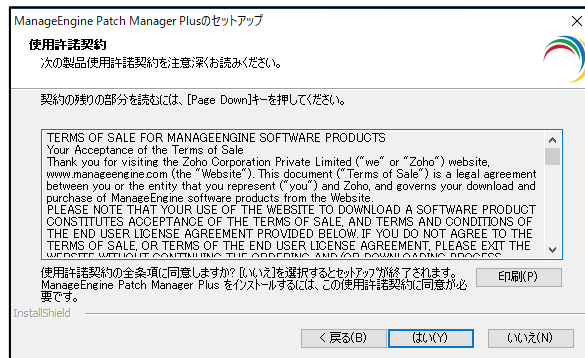 ManageEngine Patch Manager Plusのセットアップ
使用許諾契約
次の製品使用許諾契約を注意深くお読みください。
契約の残りの部分を読むには、[Page Down]キーを押してください。
TERMS OF SALE FOR MANAGEENGINE SOFTWARE PRODUCTS
Your Acceptance of the Terms of Sale
Thank you for visiting the Zoho Corporation Private Limited ("we" or "Zoho") website,
www.manageengine.com (the "Website"). This document ("Terms of Sale") is a legal agreement
between you or the entity that you represent ("you") and Zoho, and governs your download and
purchase of ManageEngine software products from the Website.
PLEASE NOTE THAT YOUR USE OF THE WEBSITE TO DOWNLOAD A SOFTWARE PRODUCT
CONSTITUTES ACCEPTANCE OF THE TERMS OF SALE, AND TERMS AND CONDITIONS OF
THE END USER LICENSE AGREEMENT PROVIDED BELOW. IF YOU DO NOT AGREE TO THE
TERMS OF SALE, OR TERMS OF THE END USER LICENSE AGREEMENT, PLEASE EXIT THE
WEBSITE WITHOUT CONTINUING THE ORDERING AND/OR DOWNLOADING PROCESS
使用許諾契約の全条項に同意しますか? [いいえ]を選択するとセットアップが終了されます。
ManageEngine Patch Manager Plus をインストールするには、この使用許諾契約に同意が必
要です。
印刷(P)
InstallShield
< 戻る(B)
はい(Y)
いいえ(N)